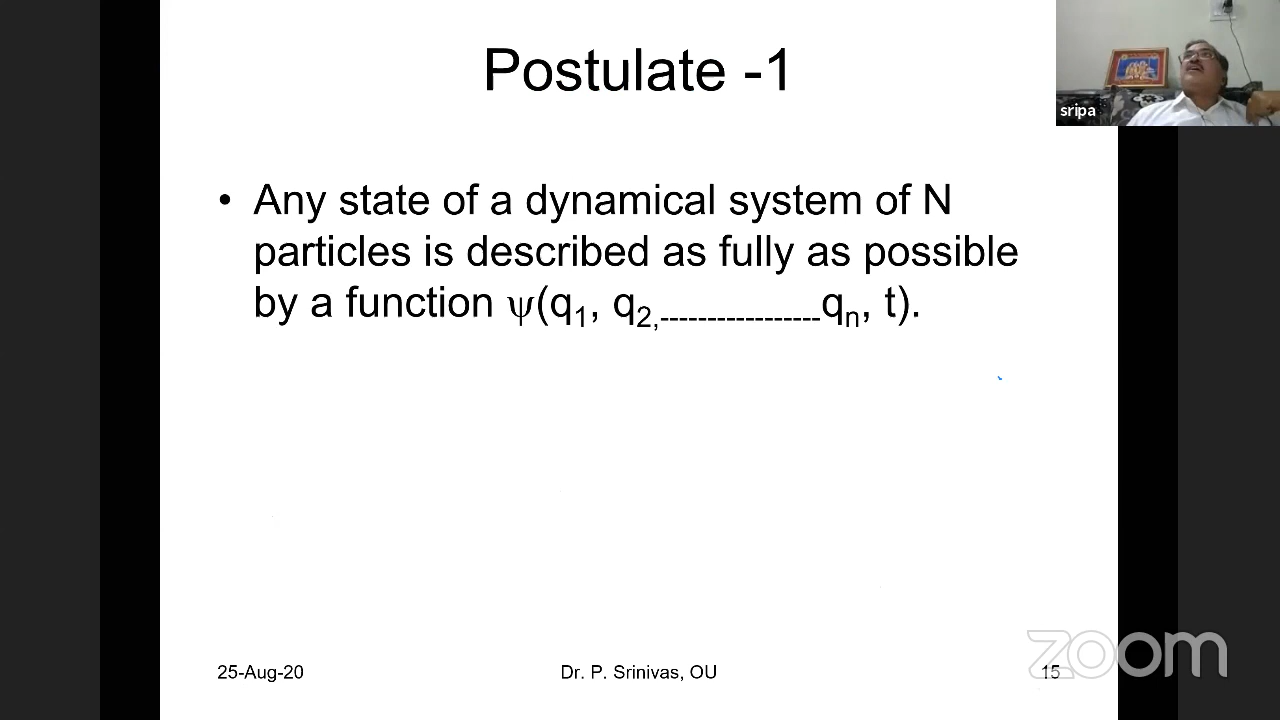 Postulate -1
sripa
• Any state of a dynamical system of N
particles is described as fully as possible
by a function ψ(q₁, q₂,-----------------qₙ, t).
25-Aug-20
Dr. P. Srinivas, OU
15
zoom